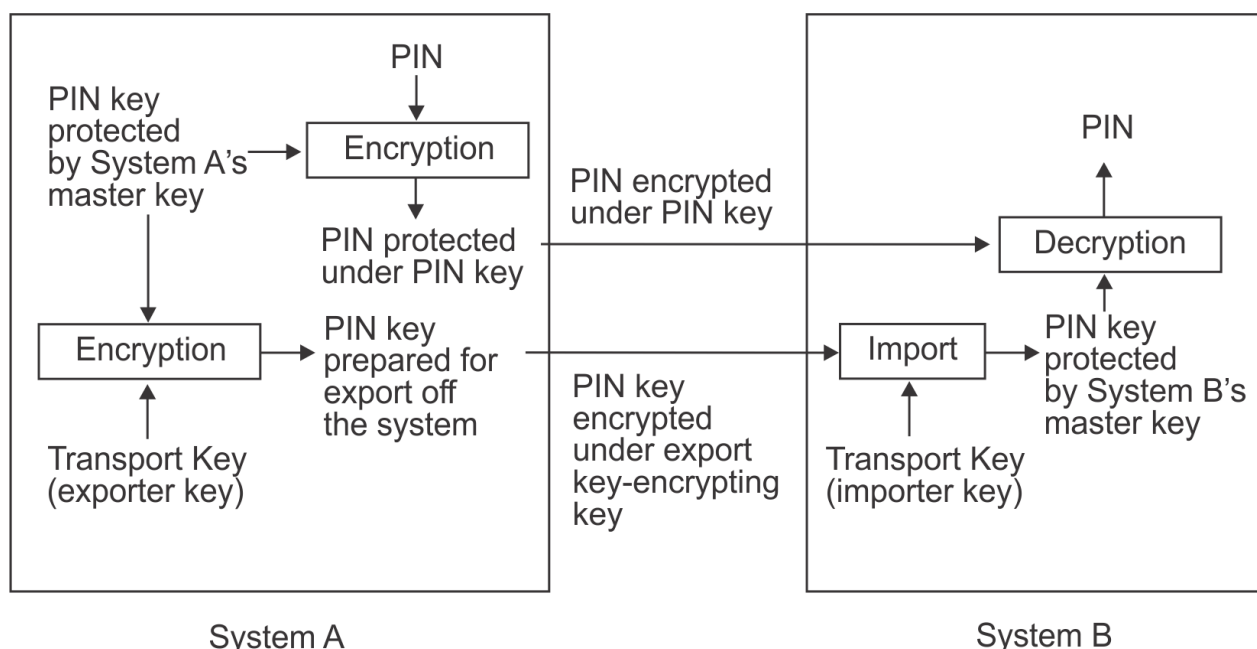 PIN
PIN key
protected
by System A's
master key
Encryption
PIN protected
under PIN key
Encryption
PIN key
prepared for
export off
the system
Transport Key
(exporter key)
System A
PIN encrypted
under PIN key
PIN key
encrypted
under export
key-encrypting
key
PIN
Decryption
Import
PIN key
protected
by System B's
master key
Transport Key
(importer key)
System B